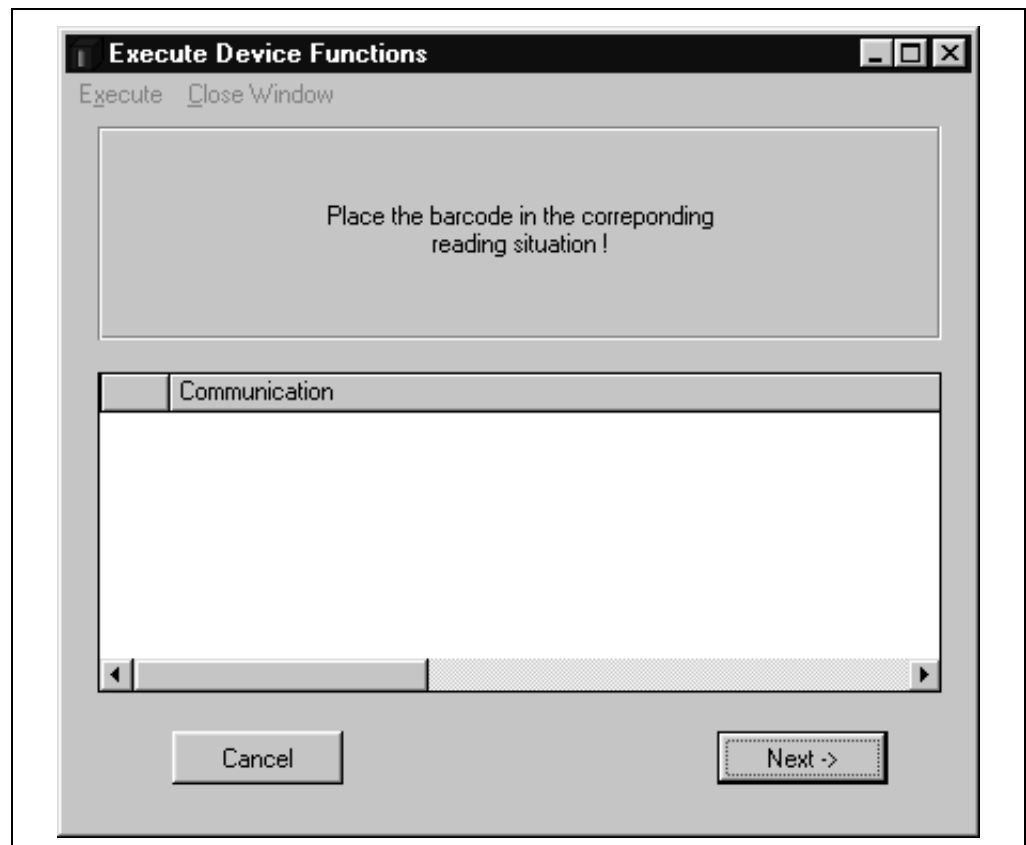 Execute Device Functions
Execute Close Window
Place the barcode in the correponding
reading situation !
Communication
Cancel Next ->